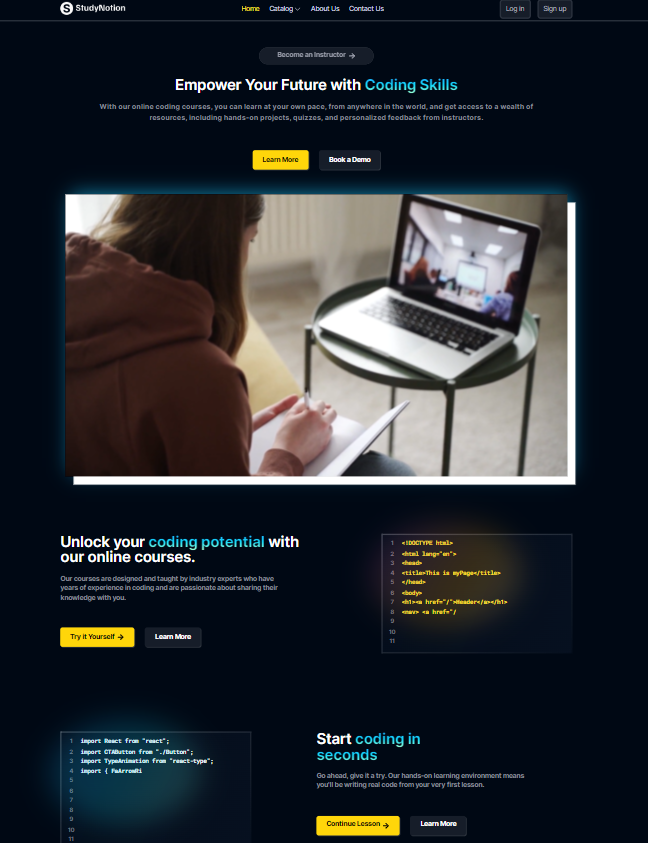 StudyNotion
Home Catalog About Us Contact Us
Log in Sign up
Become an Instructor →
Empower Your Future with Coding Skills
With our online coding courses, you can learn at your own pace, from anywhere in the world, and get access to a wealth of
resources, including hands-on projects, quizzes, and personalized feedback from instructors.
Learn More Book a Demo
Unlock your coding potential with
our online courses.
Our courses are designed and taught by industry experts who have
years of experience in coding and are passionate about sharing their
knowledge with you.
Try it Yourself → Learn More
1 <!DOCTYPE html>
2 <html lang="en">
3 <head>
4 <title>This is myPage</title>
5 </head>
6 <body>
7 <h1><a href="/">Header</a></h1>
8 <nav> <a href="/
9
10
11
1 import React from "react";
2 import CTAButton from "./Button";
3 import TypeAnimation from "react-type";
4 import { FaArrowRi
5
6
7
8
9
10
11
Start coding in
seconds
Go ahead, give it a try. Our hands-on learning environment means
you'll be writing real code from your very first lesson.
Continue Lesson → Learn More